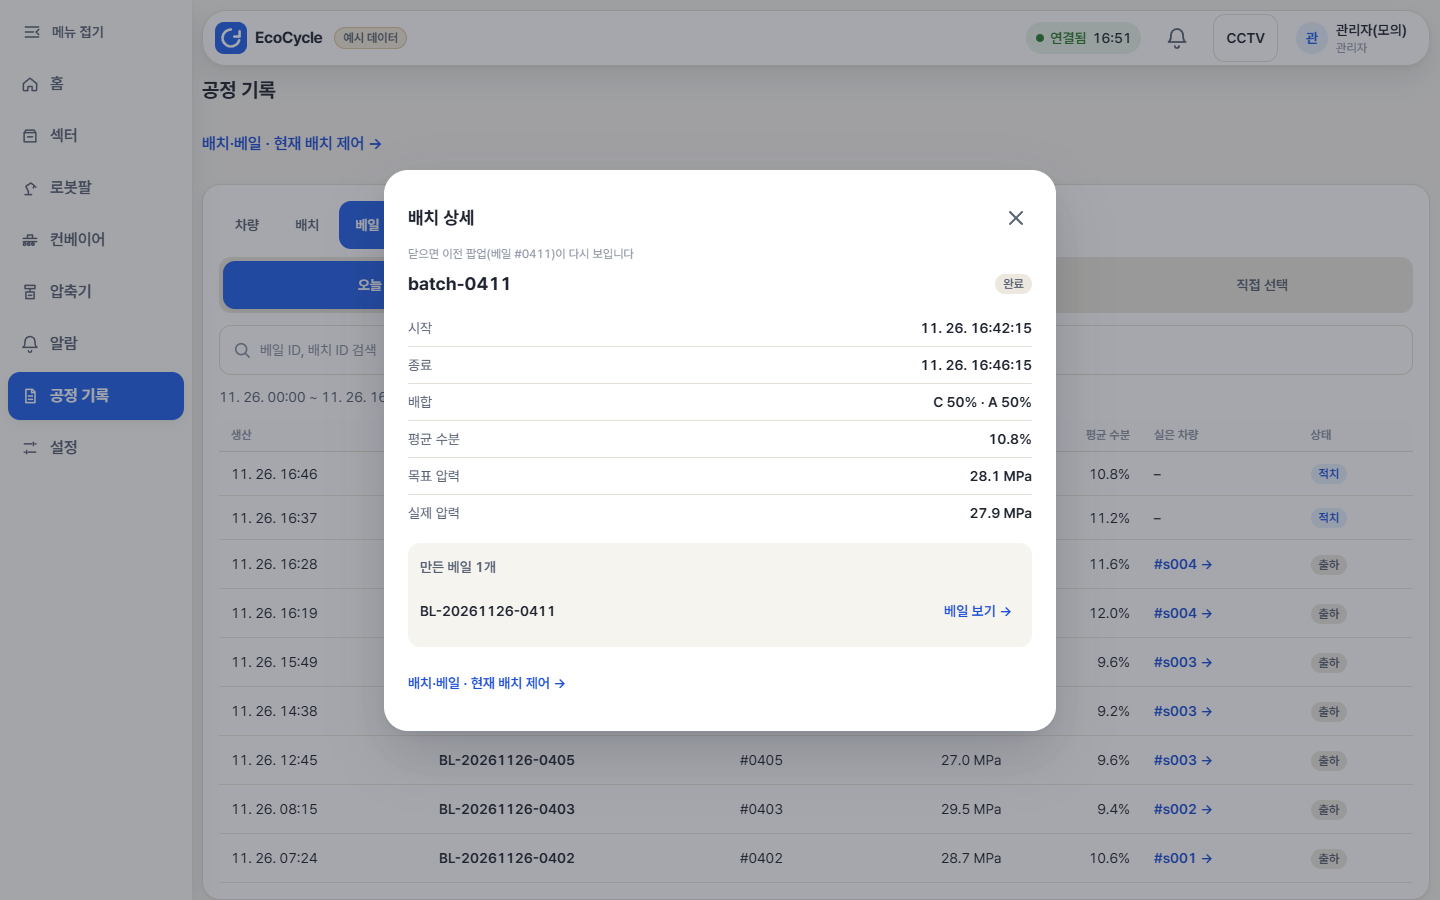 메뉴 접기
홈
섹터
로봇팔
컨베이어
압축기
알람
공정 기록
설정
EcoCycle
예시 데이터
연결됨 16:51
CCTV
관
관리자(모의)
관리자
공정 기록
배치·베일 · 현재 배치 제어 →
차량
배치
베일
오늘
직접 선택
베일 ID, 배치 ID 검색
11. 26. 00:00 ~ 11. 26. 16
생산
평균 수분
실은 차량
상태
11. 26. 16:46
10.8%
–
적치
11. 26. 16:37
11.2%
–
적치
11. 26. 16:28
11.6%
#s004 →
출하
11. 26. 16:19
12.0%
#s004 →
출하
11. 26. 15:49
9.6%
#s003 →
출하
11. 26. 14:38
9.2%
#s003 →
출하
11. 26. 12:45
BL-20261126-0405
#0405
27.0 MPa
9.6%
#s003 →
출하
11. 26. 08:15
BL-20261126-0403
#0403
29.5 MPa
9.4%
#s002 →
출하
11. 26. 07:24
BL-20261126-0402
#0402
28.7 MPa
10.6%
#s001 →
출하
배치 상세
닫으면 이전 팝업(베일 #0411)이 다시 보입니다
batch-0411
완료
시작
11. 26. 16:42:15
종료
11. 26. 16:46:15
배합
C 50% · A 50%
평균 수분
10.8%
목표 압력
28.1 MPa
실제 압력
27.9 MPa
만든 베일 1개
BL-20261126-0411
베일 보기 →
배치·베일 · 현재 배치 제어 →